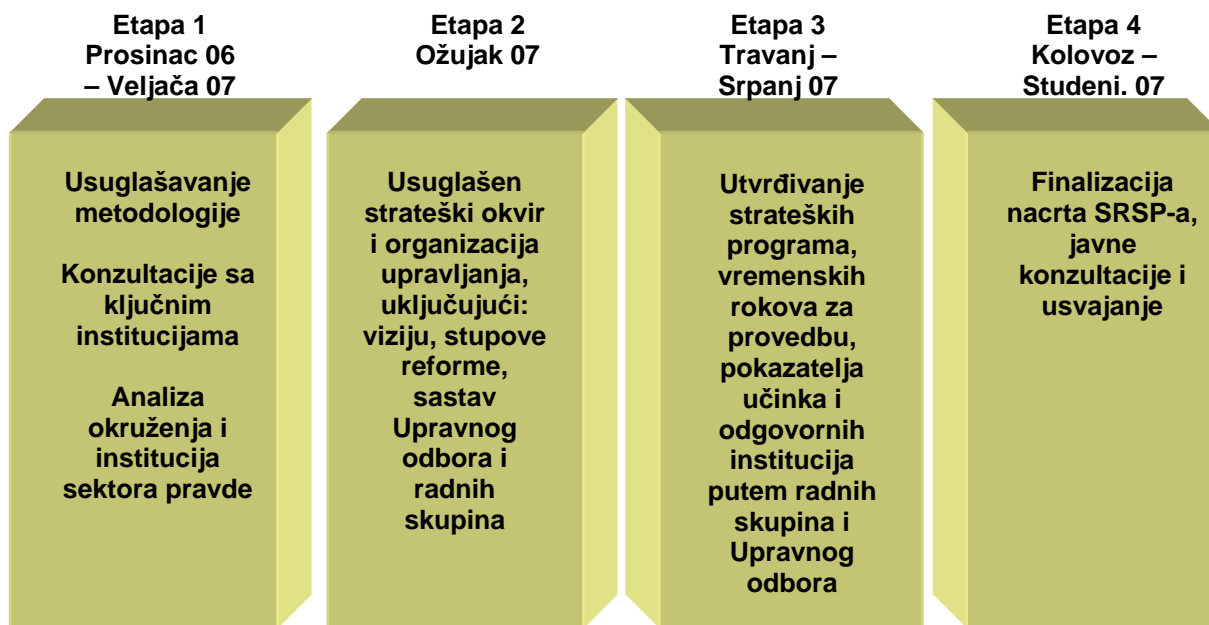 Etapa 1
Prosinac 06
– Veljača 07
Usuglašavanje
metodologije
Konzultacije sa
ključnim
institucijama
Analiza
okruženja i
institucija
sektora pravde
Etapa 2
Ožujak 07
Usuglašen
strateški okvir
i organizacija
upravljanja,
uključujući:
viziju, stupove
reforme,
sastav
Upravnog
odbora i
radnih
skupina
Etapa 3
Travanj –
Srpanj 07
Utvrđivanje
strateških
programa,
vremenskih
rokova za
provedbu,
pokazatelja
učinka i
odgovornih
institucija
putem radnih
skupina i
Upravnog
odbora
Etapa 4
Kolovoz –
Studeni. 07
Finalizacija
nacrta SRSP-a,
javne
konzultacije i
usvajanje